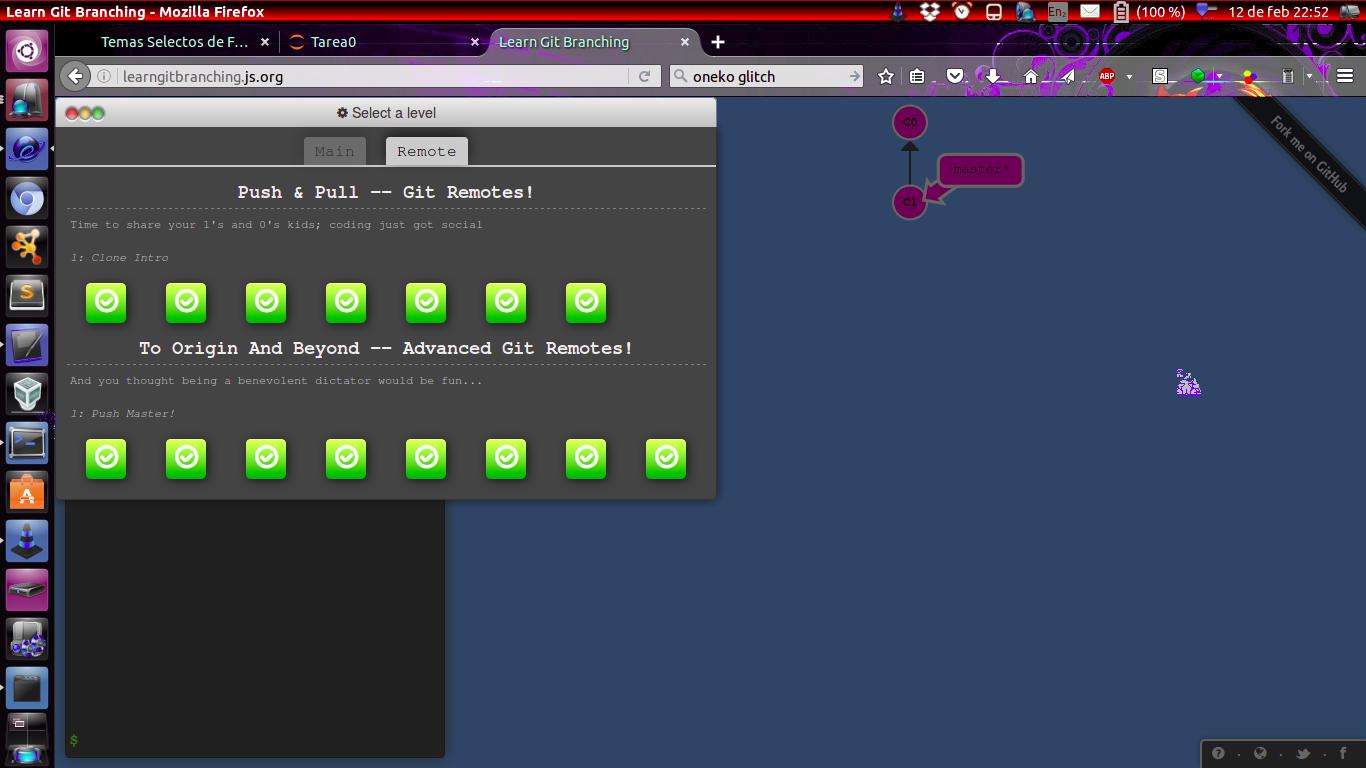 Learn Git Branching - Mozilla Firefox
En₂
(100 %)
12 de feb 22:52
Temas Selectos de F…
Tarea0
Learn Git Branching
learngitbranching.js.org
oneko glitch
ABP
S
Select a level
Main
Remote
Push & Pull -- Git Remotes!
Time to share your 1's and 0's kids; coding just got social
1: Clone Intro
To Origin And Beyond -- Advanced Git Remotes!
And you thought being a benevolent dictator would be fun...
1: Push Master!
$
C0
master*
C1
Fork me on GitHub